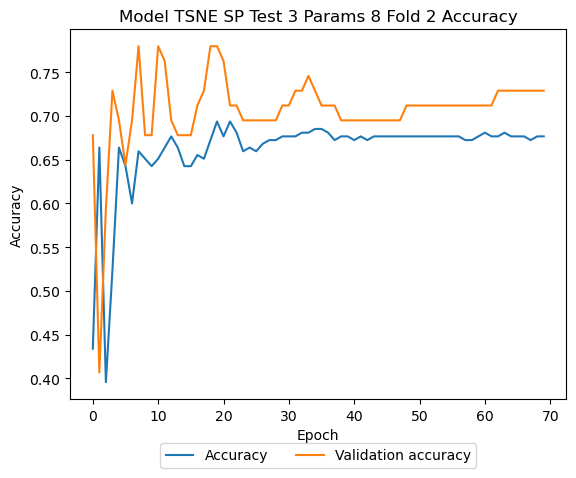 Model TSNE SP Test 3 Params 8 Fold 2 Accuracy
0.75
0.70
0.65
0.60
0.55
0.50
0.45
0.40
Accuracy
0 10 20 30 40 50 60 70
Epoch
Accuracy Validation accuracy